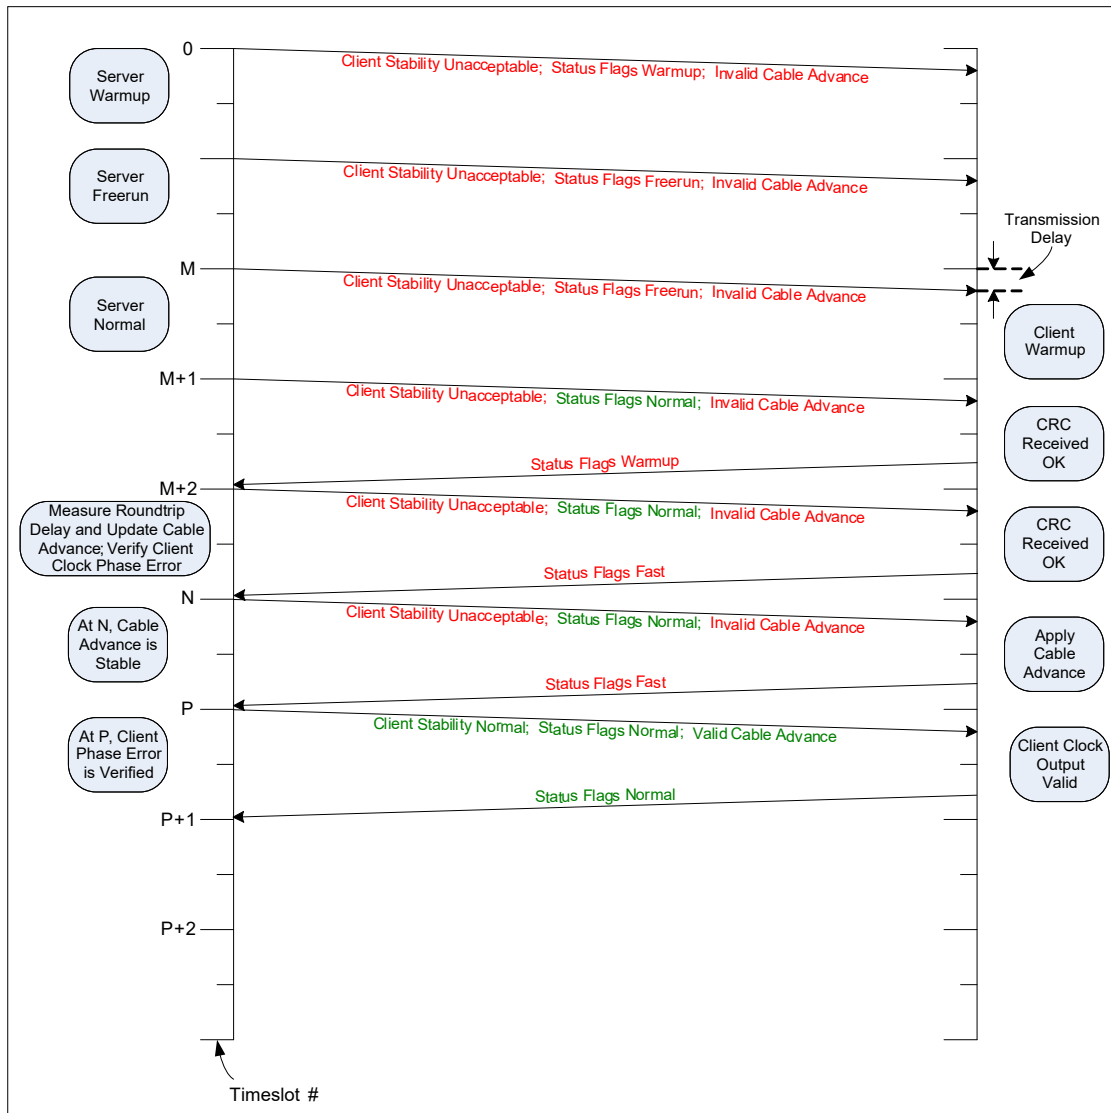 0
Client Stability Unacceptable; Status Flags Warmup; Invalid Cable Advance
Server
Warmup
Client Stability Unacceptable; Status Flags Freerun; Invalid Cable Advance
Server
Freerun
Transmission
Delay
M
Client Stability Unacceptable; Status Flags Freerun; Invalid Cable Advance
Server
Normal
Client
Warmup
M+1
Client Stability Unacceptable; Status Flags Normal; Invalid Cable Advance
CRC
Received
OK
Status Flags Warmup
M+2
Client Stability Unacceptable; Status Flags Normal; Invalid Cable Advance
Measure Roundtrip
Delay and Update Cable
Advance; Verify Client
Clock Phase Error
CRC
Received
OK
Status Flags Fast
N
Client Stability Unacceptable; Status Flags Normal; Invalid Cable Advance
At N, Cable
Advance is
Stable
Apply
Cable
Advance
Status Flags Fast
P
Client Stability Normal; Status Flags Normal; Valid Cable Advance
At P, Client
Phase Error
is Verified
Client Clock
Output
Valid
Status Flags Normal
P+1
P+2
Timeslot #